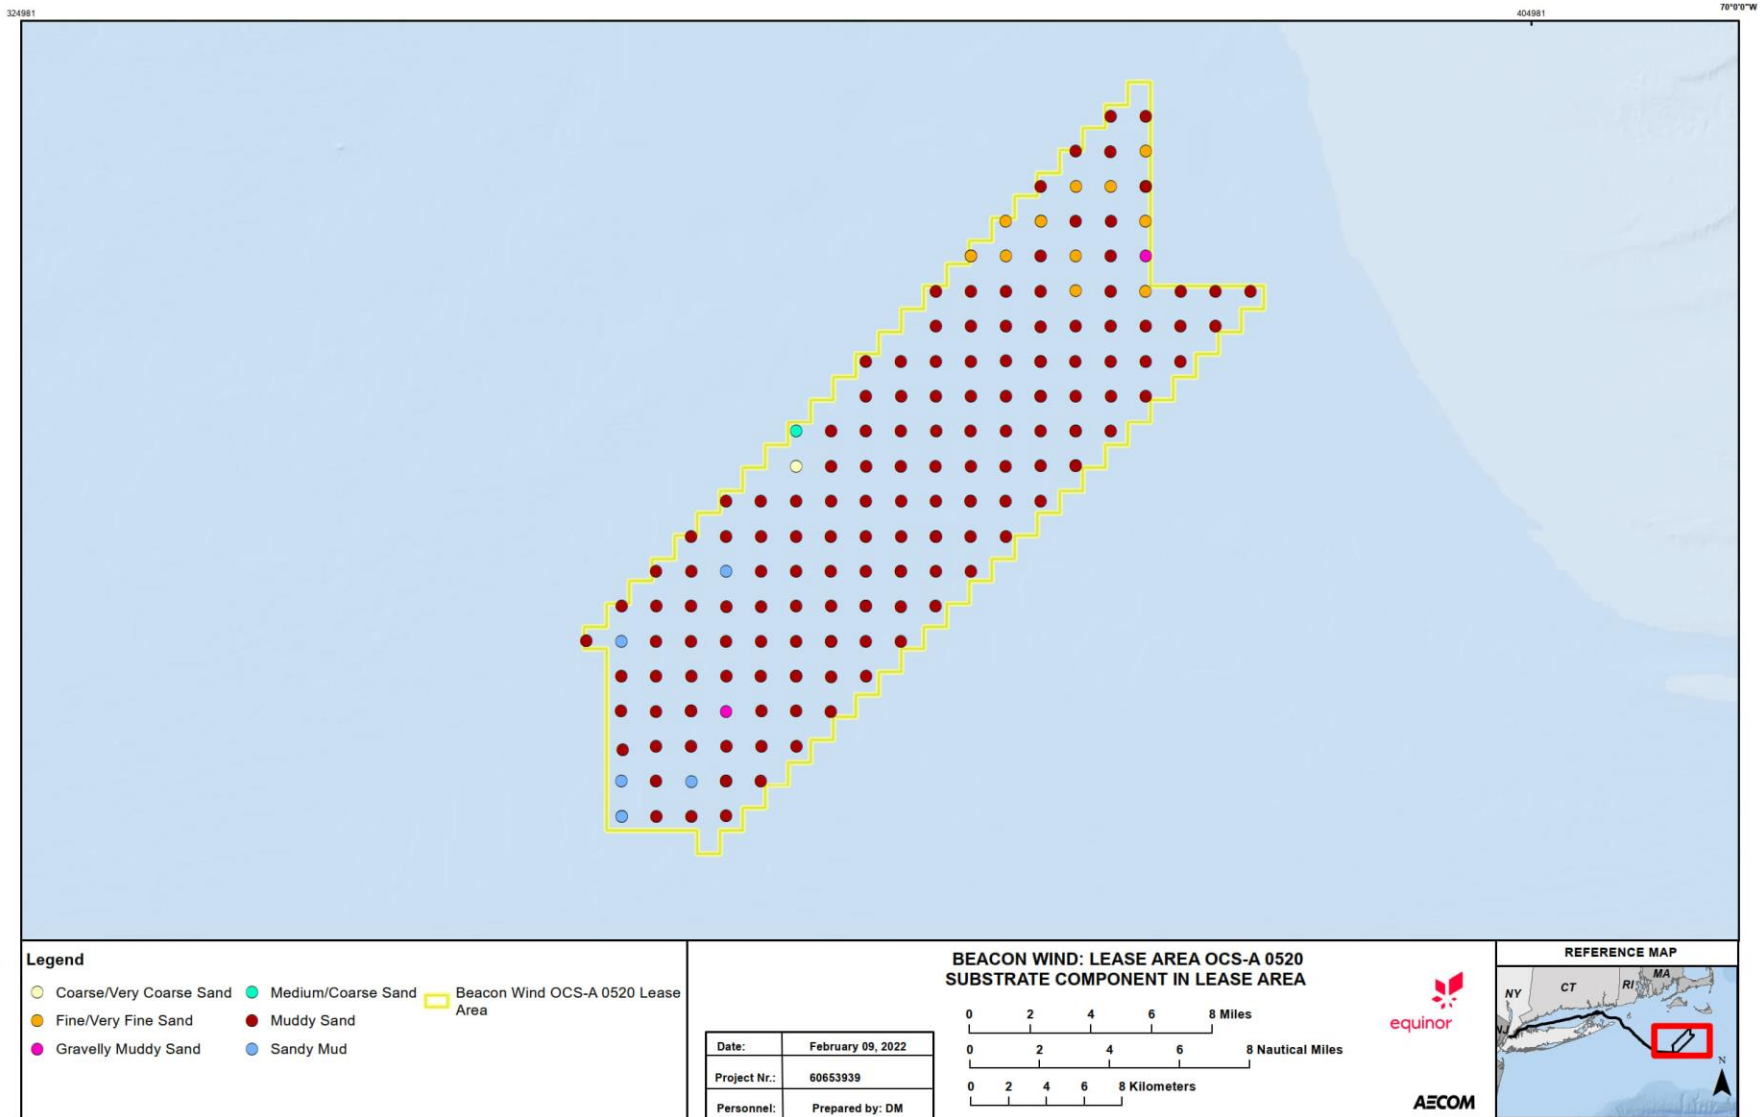 324981
404981
70°0'0"W
Legend
Coarse/Very Coarse Sand
Fine/Very Fine Sand
Gravelly Muddy Sand
Medium/Coarse Sand
Muddy Sand
Sandy Mud
Beacon Wind OCS-A 0520 Lease
Area
BEACON WIND: LEASE AREA OCS-A 0520
SUBSTRATE COMPONENT IN LEASE AREA
0 2 4 6 8 Miles
0 2 4 6 8 Nautical Miles
0 2 4 6 8 Kilometers
Date: February 09, 2022
Project Nr.: 60653939
Personnel: Prepared by: DM
equinor
AECOM
REFERENCE MAP
NY
CT
RI
MA
NJ
N